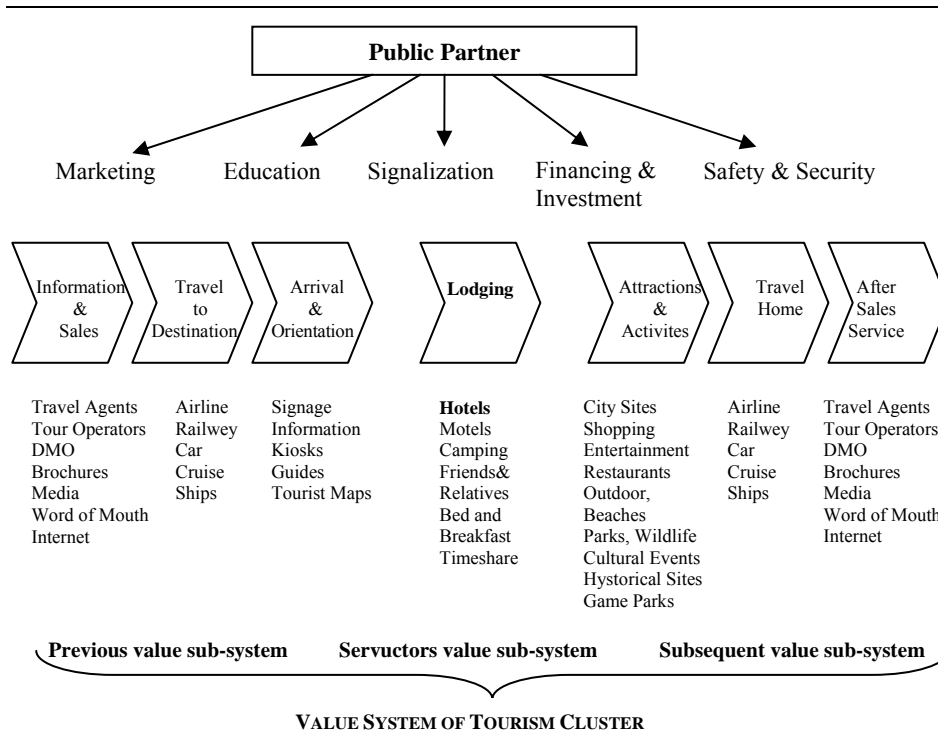 Public Partner
Marketing
Education
Signalization
Financing &
Investment
Safety & Security
Information
&
Sales
Travel
to
Destination
Arrival
&
Orientation
Lodging
Attractions
&
Activites
Travel
Home
After
Sales
Service
Travel Agents
Tour Operators
DMO
Brochures
Media
Word of Mouth
Internet
Airline
Railwey
Car
Cruise
Ships
Signage
Information
Kiosks
Guides
Tourist Maps
Hotels
Motels
Camping
Friends&
Relatives
Bed and
Breakfast
Timeshare
City Sites
Shopping
Entertainment
Restaurants
Outdoor,
Beaches
Parks, Wildlife
Cultural Events
Hystorical Sites
Game Parks
Airline
Railwey
Car
Cruise
Ships
Travel Agents
Tour Operators
DMO
Brochures
Media
Word of Mouth
Internet
Previous value sub-system
Servuctors value sub-system
Subsequent value sub-system
VALUE SYSTEM OF TOURISM CLUSTER